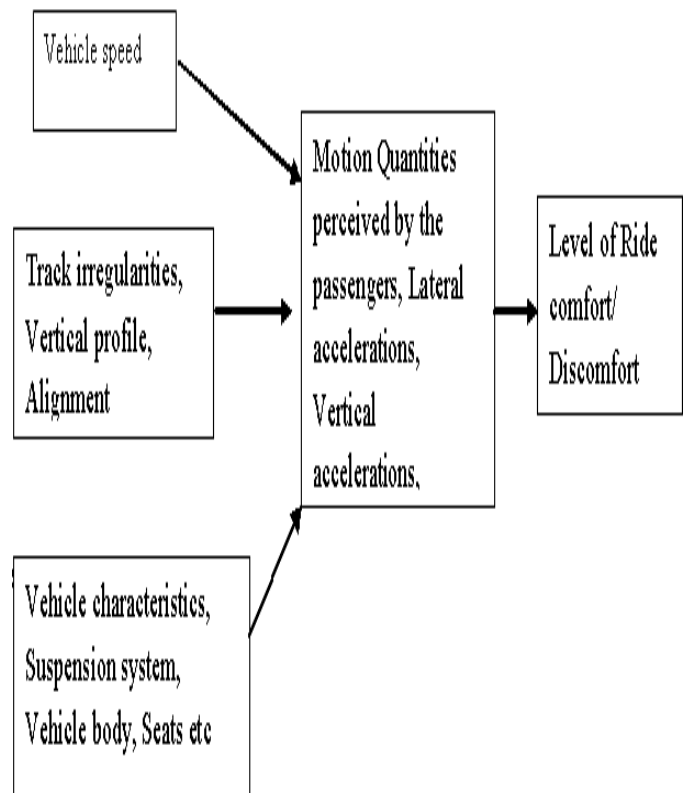 Vehicle speed
Track irregularities,
Vertical profile,
Alignment
Vehicle characteristics,
Suspension system,
Vehicle body, Seats etc
Motion Quantities
perceived by the
passengers, Lateral
accelerations,
Vertical
accelerations,
Level of Ride
comfort/
Discomfort